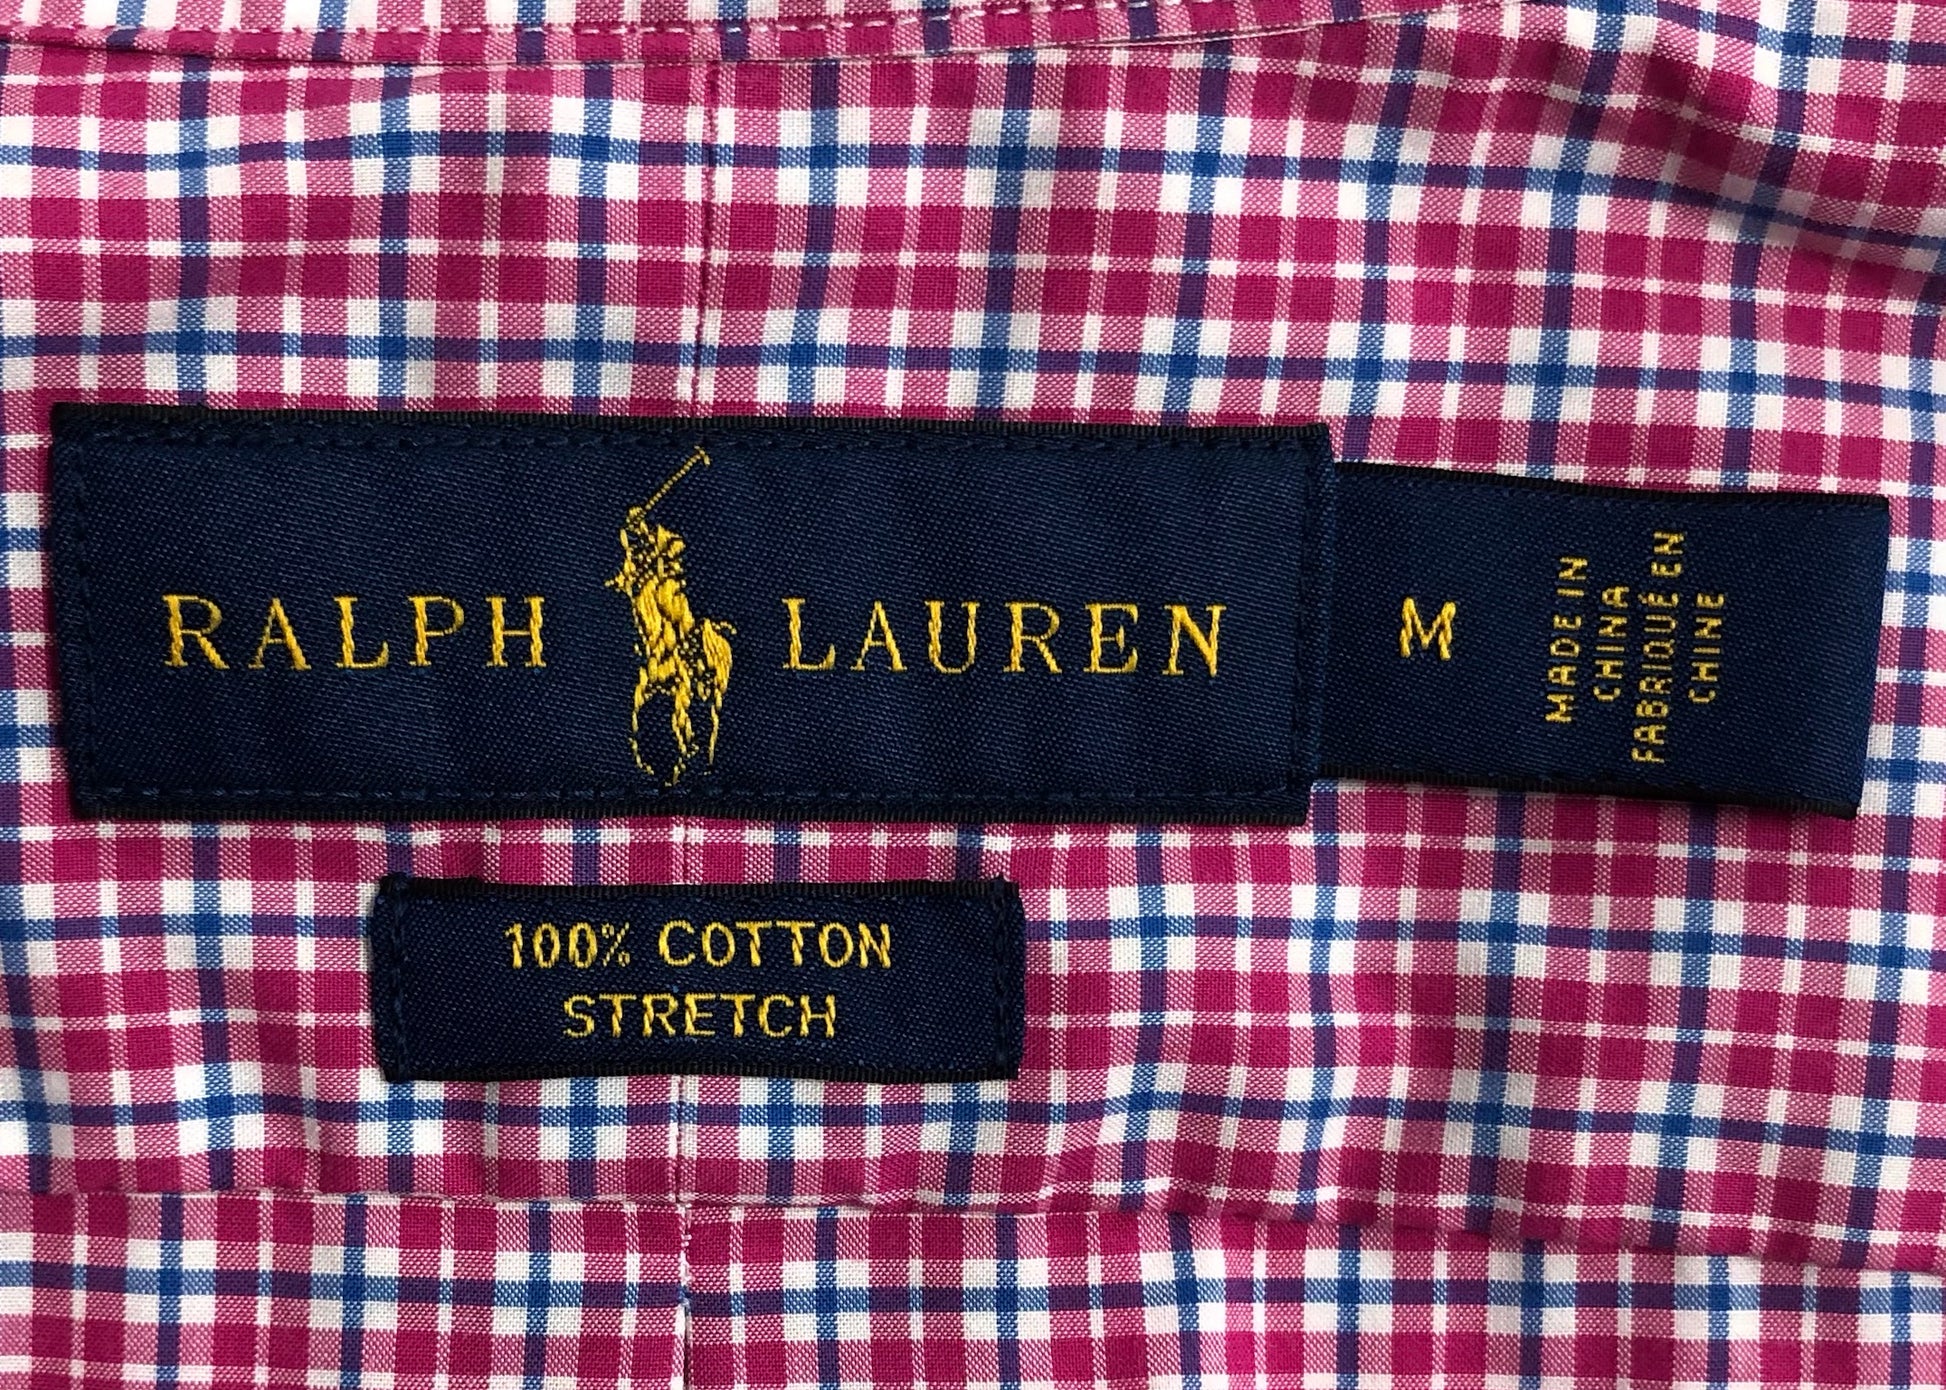 RALPH LAUREN
M
MADE IN
CHINA
FABRIQUÉ EN
CHINE
100% COTTON
STRETCH